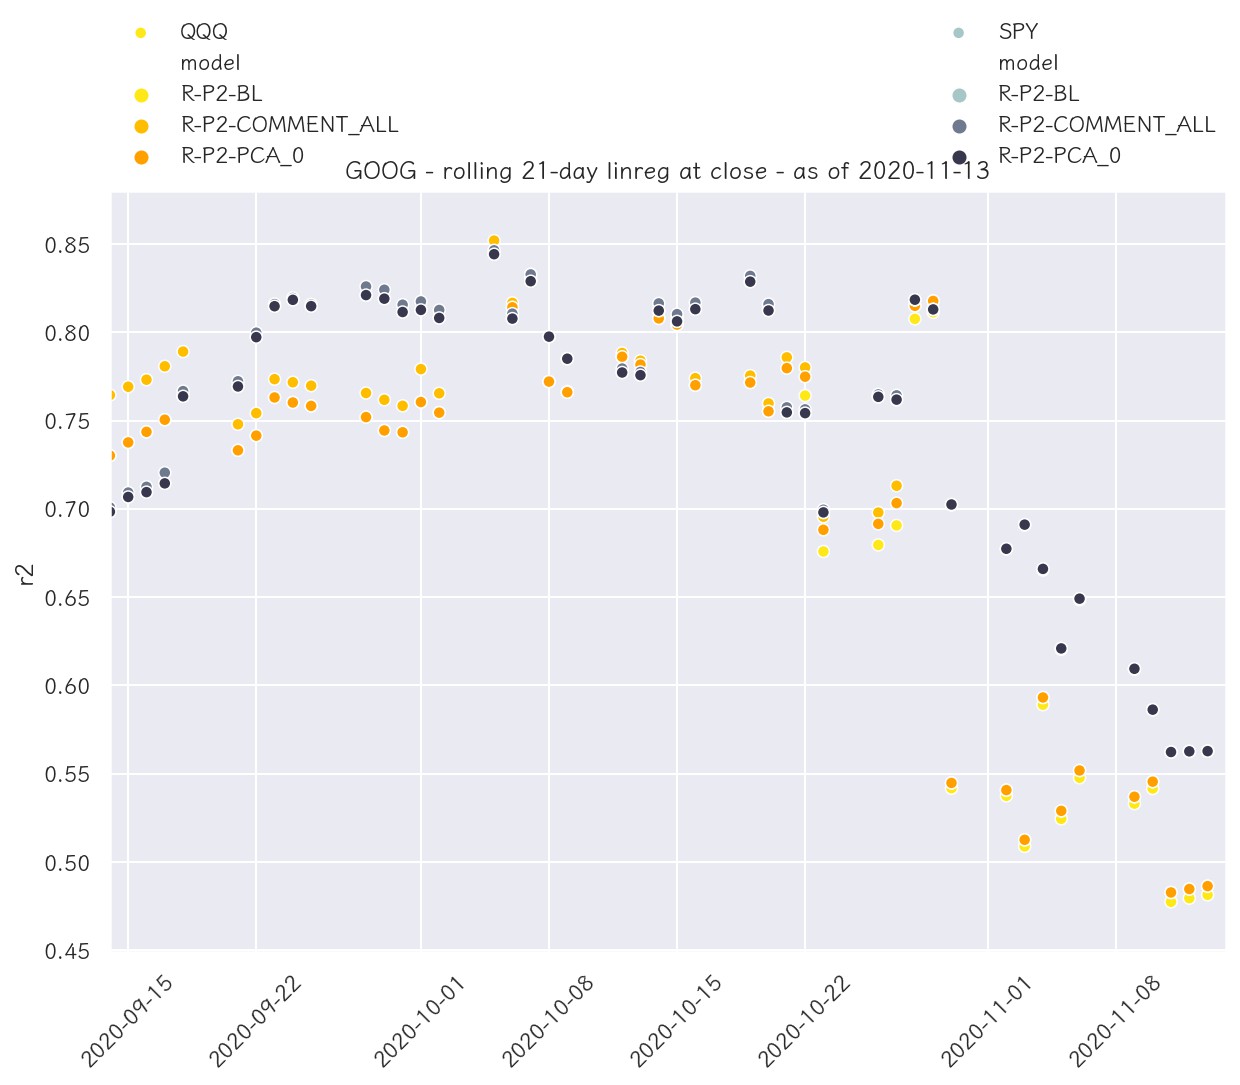 QQQ
model
R-P2-BL
R-P2-COMMENT_ALL
R-P2-PCA_0
SPY
model
R-P2-BL
R-P2-COMMENT_ALL
R-P2-PCA_0
GOOG - rolling 21-day linreg at close - as of 2020-11-13
r2
0.85
0.80
0.75
0.70
0.65
0.60
0.55
0.50
0.45
2020-09-15
2020-09-22
2020-10-01
2020-10-08
2020-10-15
2020-10-22
2020-11-01
2020-11-08